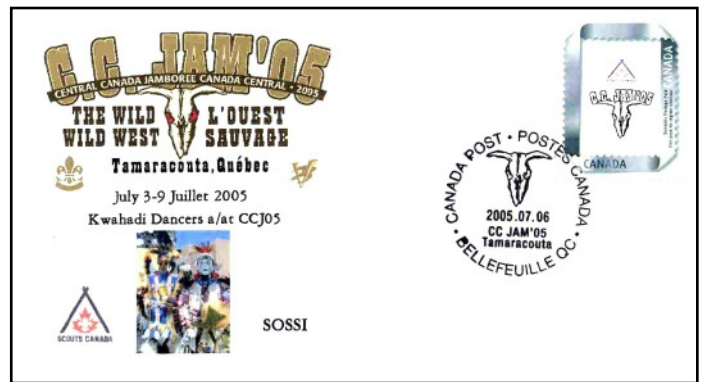 C.C. JAM'05
CENTRAL CANADA JAMBOREE CANADA CENTRAL • 2005
THE WILD WILD WEST
L'OUEST SAUVAGE
Tamaracouta, Québec
July 3-9 Juillet 2005
Kwahadi Dancers a/at CCJ05
SCOUTS CANADA
SOSSI
CANADA POST • POSTES CANADA
2005.07.06
CC JAM'05
Tamaracouta
• BELLEFEUILLE QC •
C.C. JAM'05
CANADA
CANADA